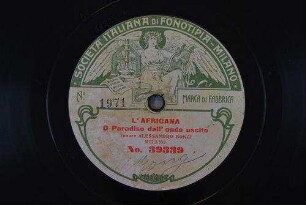 SOCIETÀ ITALIANA DI FONOTIPIA - MILANO
No 1971
MARCA DI FABBRICA
L'AFRICANA
O Paradiso dall' onde uscito
Tenore ALESSANDRO BONCI
MILANO
No. 39339